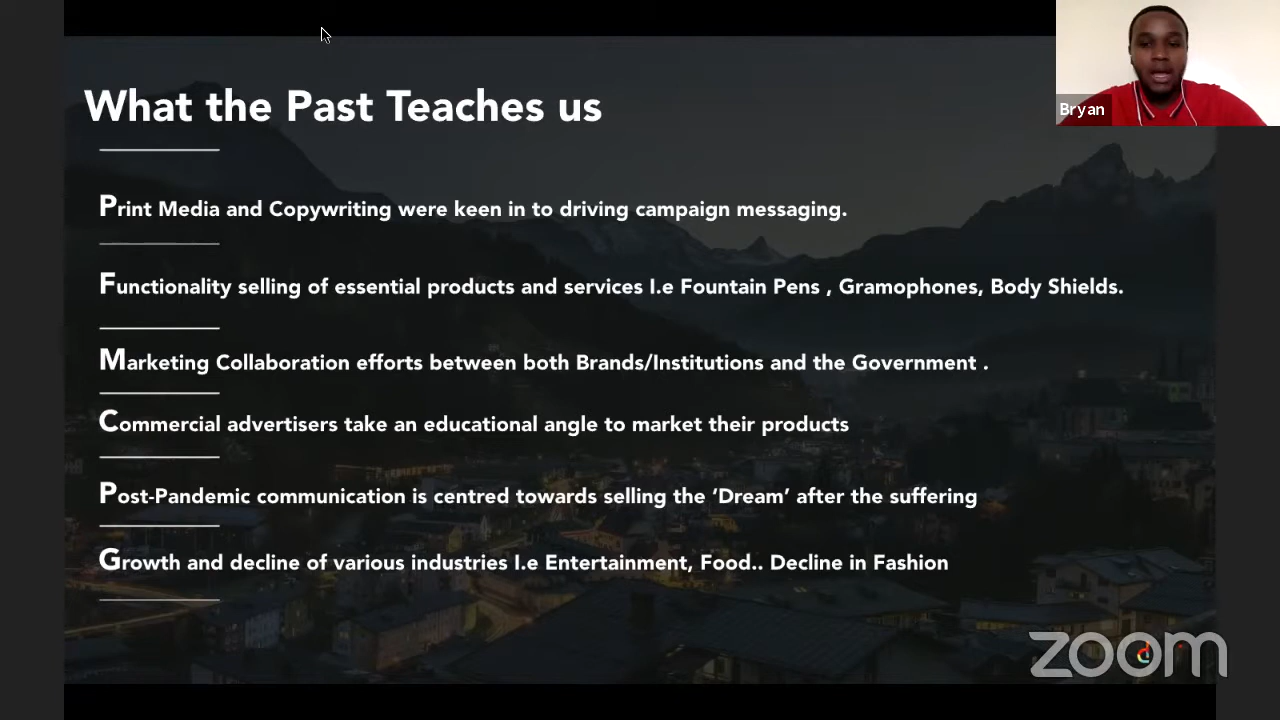 What the Past Teaches us
Bryan
Print Media and Copywriting were keen in to driving campaign messaging.
Functionality selling of essential products and services I.e Fountain Pens , Gramophones, Body Shields.
Marketing Collaboration efforts between both Brands/Institutions and the Government .
Commercial advertisers take an educational angle to market their products
Post-Pandemic communication is centred towards selling the ‘Dream’ after the suffering
Growth and decline of various industries I.e Entertainment, Food.. Decline in Fashion
zoom